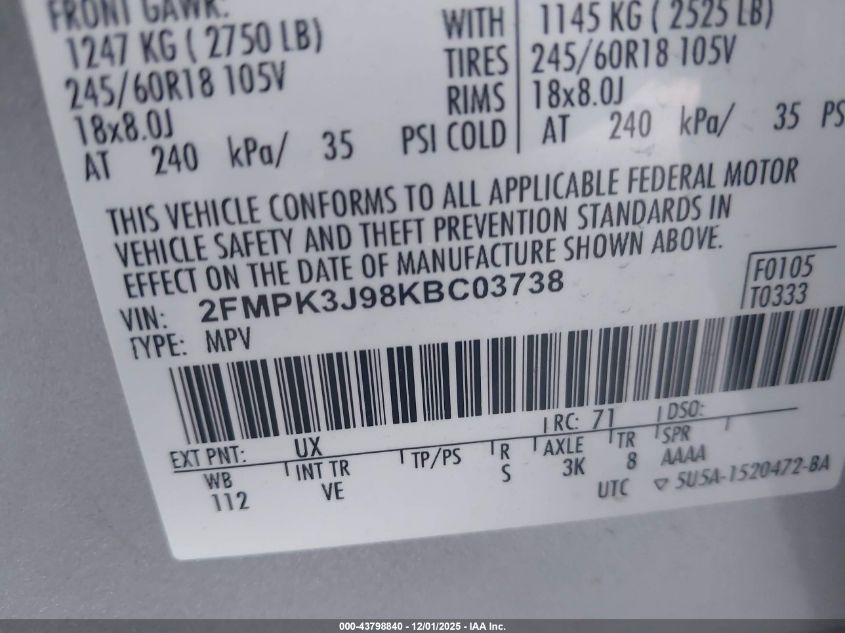 FRONT GAWR:
1247 KG ( 2750 LB)
245/60R18 105V
18x8.0J
AT 240 kPa/ 35 PSI COLD
WITH 1145 KG ( 2525 LB)
TIRES 245/60R18 105V
RIMS 18x8.0J
AT 240 kPa/ 35 PS
THIS VEHICLE CONFORMS TO ALL APPLICABLE FEDERAL MOTOR
VEHICLE SAFETY AND THEFT PREVENTION STANDARDS IN
EFFECT ON THE DATE OF MANUFACTURE SHOWN ABOVE.
VIN: 2FMPK3J98KBC03738
F0105
T0333
TYPE: MPV
EXT PNT: UX RC: 71 DSO:
WB INT TR TP/PS R AXLE TR SPR
112 VE S 3K 8 AAAA
UTC ▽ 5U5A-1520472-BA
000-43798840 - 12/01/2025 - IAA Inc.